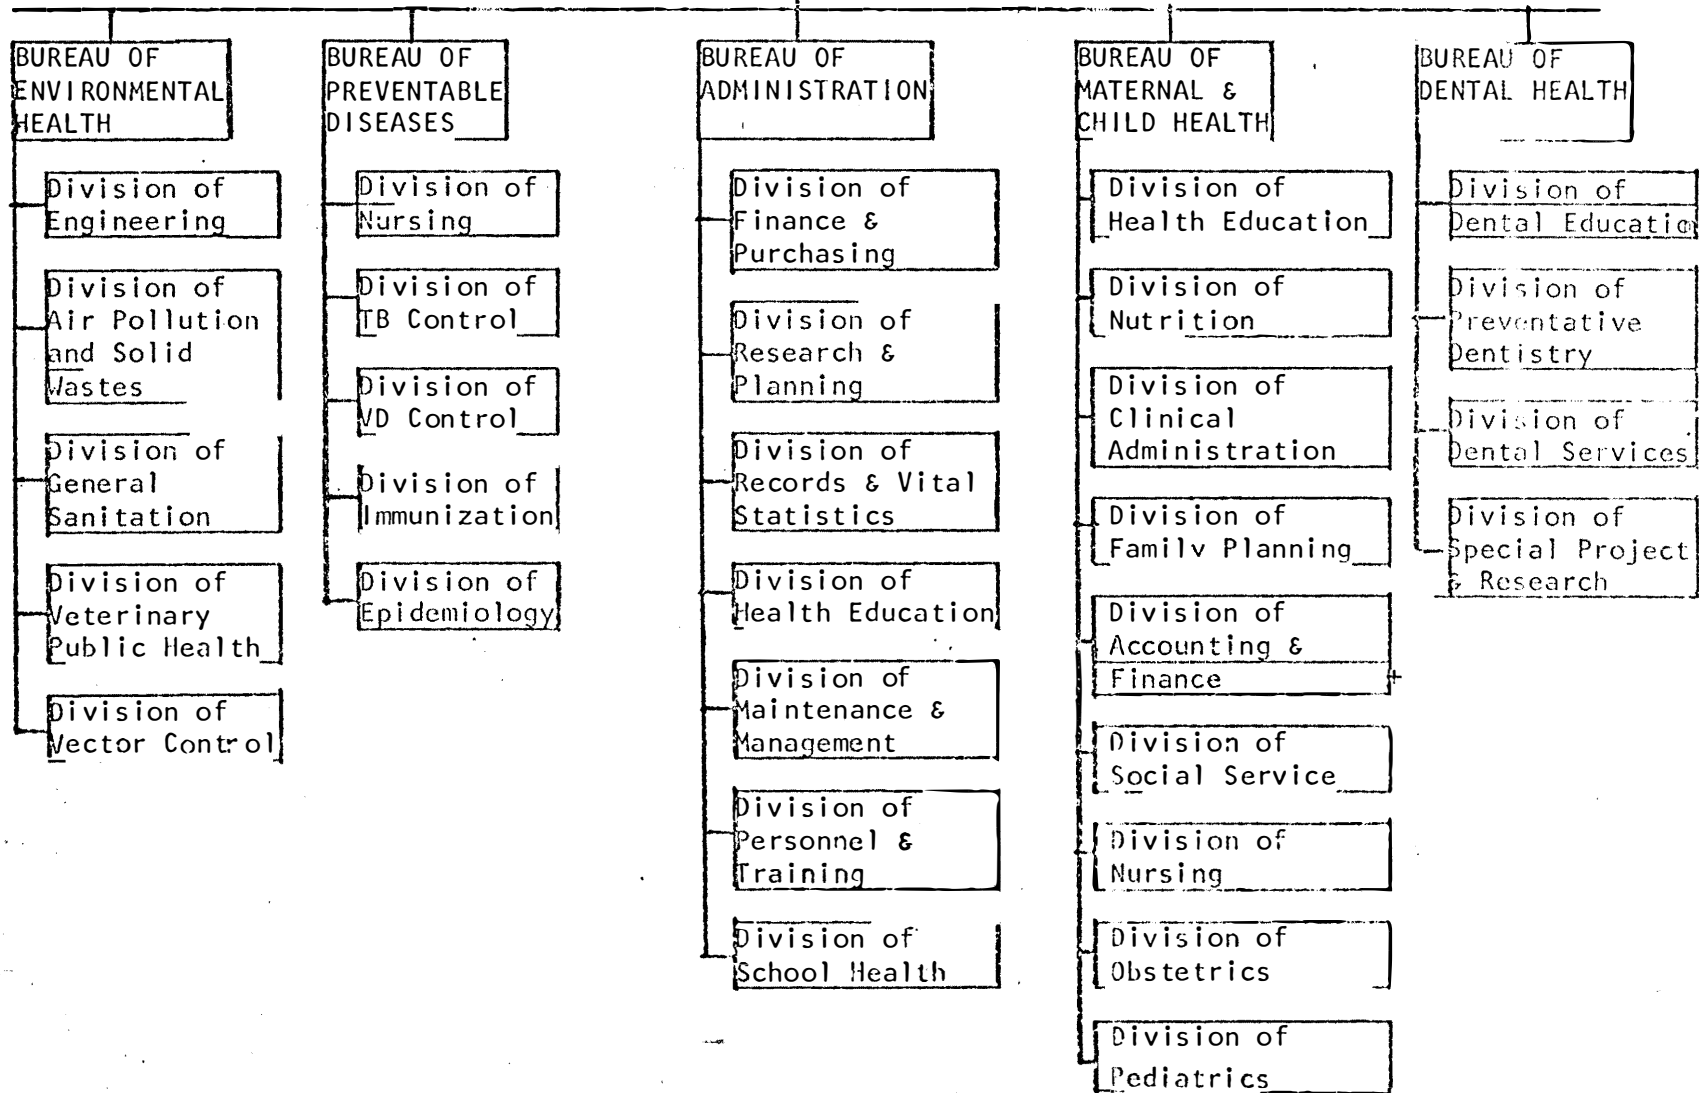 BUREAU OF
ENVIRONMENTAL
HEALTH
Division of
Engineering
Division of
Air Pollution
and Solid
Wastes
Division of
General
Sanitation
Division of
Veterinary
Public Health
Division of
Vector Control
BUREAU OF
PREVENTABLE
DISEASES
Division of
Nursing
Division of
TB Control
Division of
VD Control
Division of
Immunization
Division of
Epidemiology
BUREAU OF
ADMINISTRATION
Division of
Finance &
Purchasing
Division of
Research &
Planning
Division of
Records & Vital
Statistics
Division of
Health Education
Division of
Maintenance &
Management
Division of
Personnel &
Training
Division of
School Health
BUREAU OF
MATERNAL &
CHILD HEALTH
Division of
Health Education
Division of
Nutrition
Division of
Clinical
Administration
Division of
Family Planning
Division of
Accounting &
Finance
Division of
Social Service
Division of
Nursing
Division of
Obstetrics
Division of
Pediatrics
BUREAU OF
DENTAL HEALTH
Division of
Dental Education
Division of
Preventative
Dentistry
Division of
Dental Services
Division of
Special Project
& Research